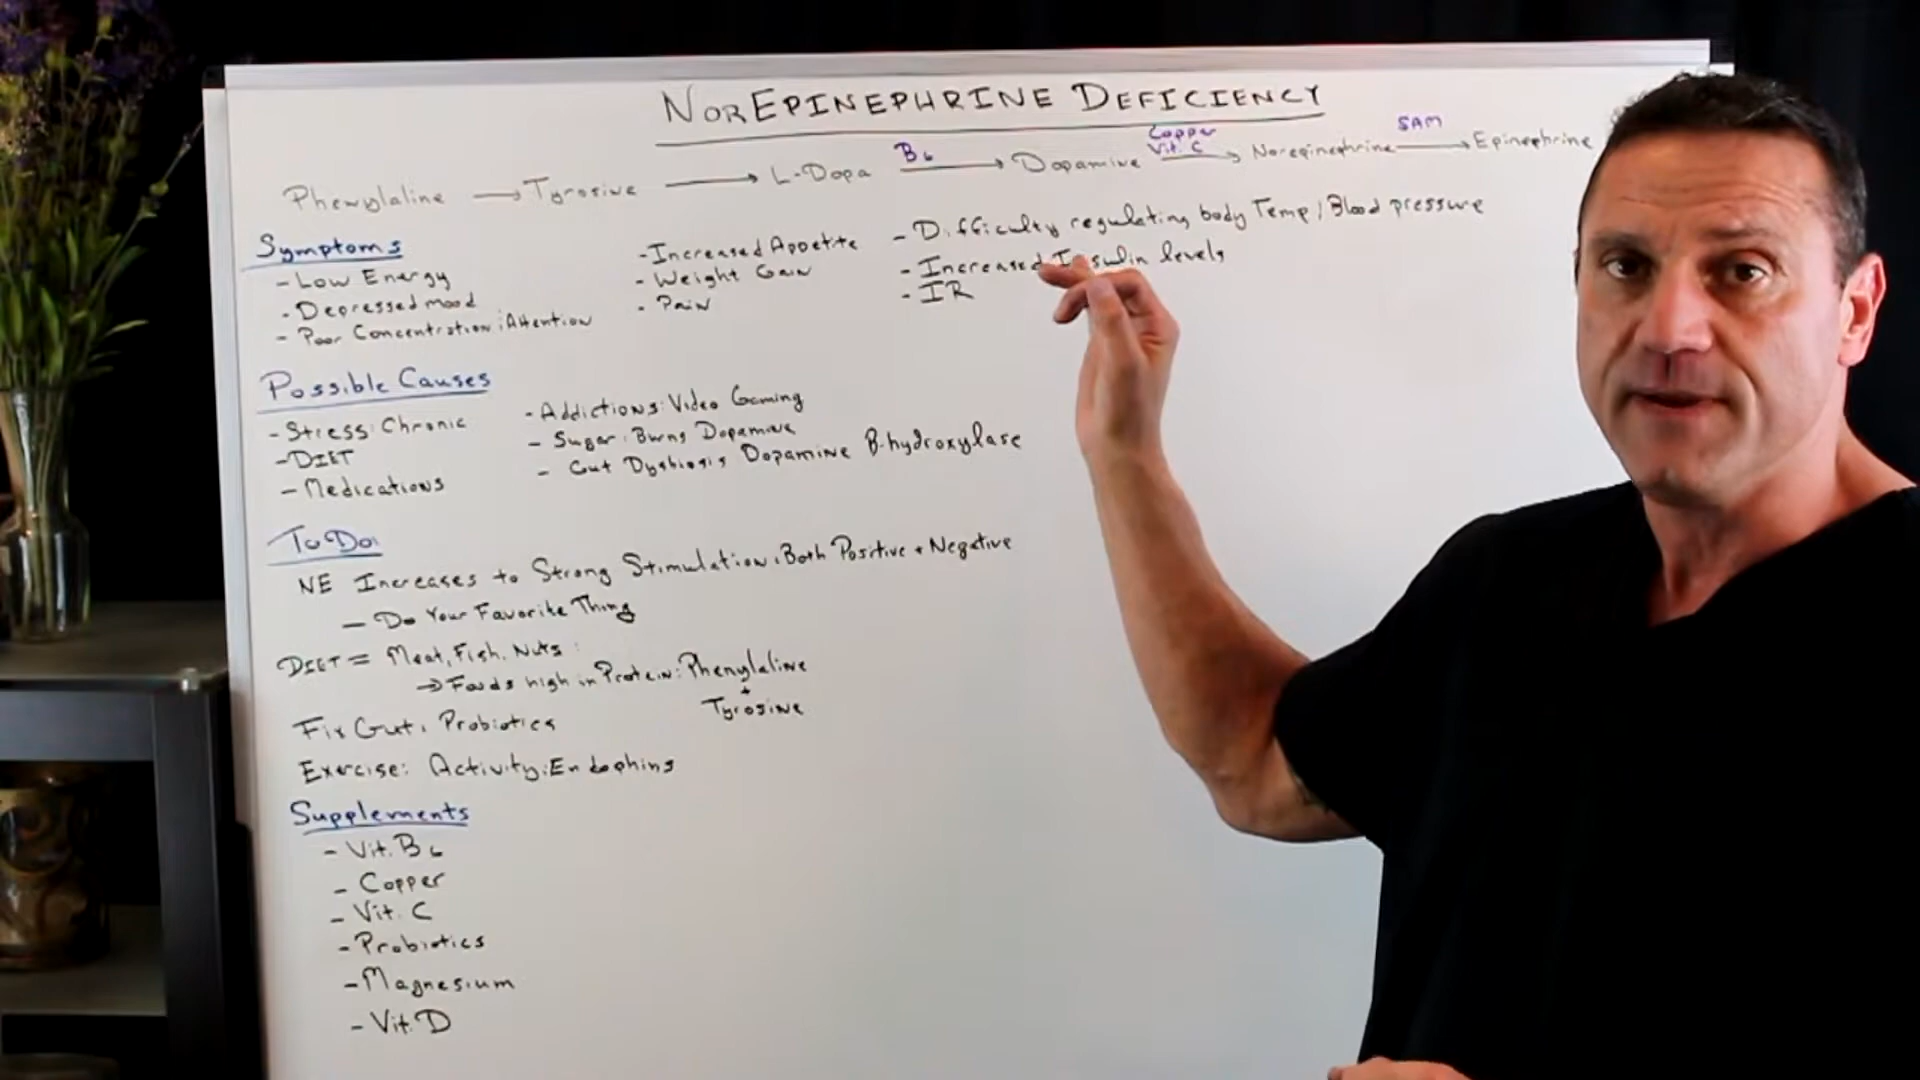 NorEpinephrine Deficiency
Phenylaline → Tyrosine → L-Dopa B6 → Dopamine Copper Vit. C → Norepinephrine SAM → Epinephrine
Symptoms
- Low Energy
- Depressed mood
- Poor Concentration; Attention
- Increased Appetite
- Weight Gain
- Pain
- Difficulty regulating body Temp / Blood pressure
- Increased Insulin levels
- IR
Possible Causes
- Stress: Chronic
- DIET
- Medications
- Addictions: Video Gaming
- Sugar: Burns Dopamine
- Gut Dysbiosis Dopamine B-hydroxylase
To Do:
NE Increases to Strong Stimulation: Both Positive + Negative
— Do Your Favorite Thing
DIET = Meat, Fish, Nuts:
→ Foods high in Protein: Phenylaline
+
Tyrosine
Fix Gut: Probiotics
Exercise: Activity: Endophins
Supplements
- Vit. B6
- Copper
- Vit. C
- Probiotics
- Magnesium
- Vit. D